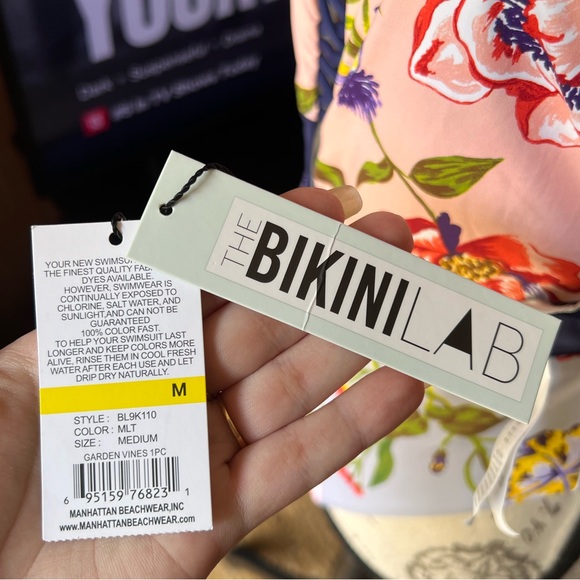 YOUR
THE
BIKINI LAB
YOUR NEW SWIMSUI
THE FINEST QUALITY FAB
DYES AVAILABLE.
HOWEVER, SWIMWEAR IS
CONTINUALLY EXPOSED TO
CHLORINE, SALT WATER, AND
SUNLIGHT,AND CAN NOT BE
GUARANTEED
100% COLOR FAST.
TO HELP YOUR SWIMSUIT LAST
LONGER AND KEEP COLORS MORE
ALIVE, RINSE THEM IN COOL FRESH
WATER AFTER EACH USE AND LET
DRIP DRY NATURALLY.
M
STYLE : BL9K110
COLOR : MLT
SIZE : MEDIUM
GARDEN VINES 1PC
6 95159 76823 1
MANHATTAN BEACHWEAR,INC
WWW.MANHATTANBEACHWEAR.COM